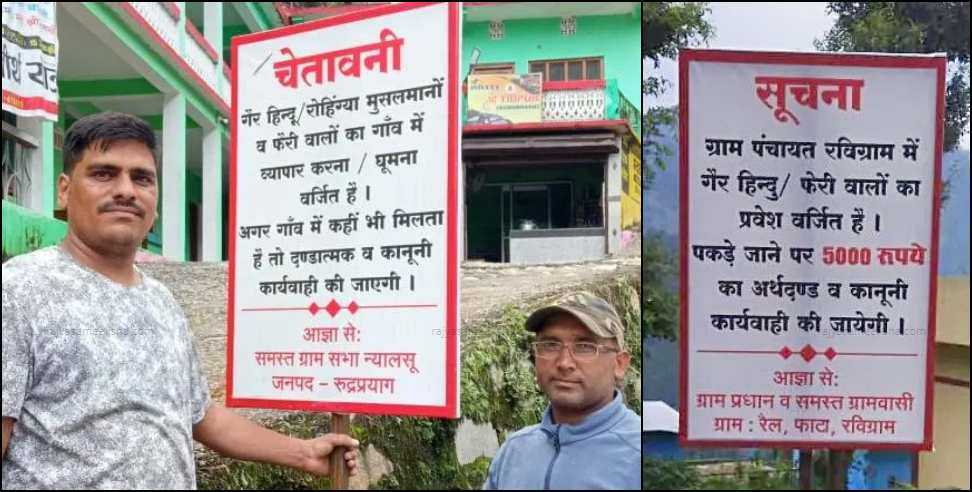 चेतावनी
गैर हिन्दू/रोहिंग्या मुसलमानों
व फेरी वालों का गाँव में
व्यापार करना / घूमना
वर्जित है ।
अगर गाँव में कहीं भी मिलता
है तो दण्डात्मक व कानूनी
कार्यवाही की जाएगी ।
आज्ञा से:
समस्त ग्राम सभा न्यालसू
जनपद – रुद्रप्रयाग
सूचना
ग्राम पंचायत रविग्राम में
गैर हिन्दु/ फेरी वालों का
प्रवेश वर्जित है ।
पकड़े जाने पर 5000 रूपये
का अर्थदण्ड व कानूनी
कार्यवाही की जायेगी ।
आज्ञा से:
ग्राम प्रधान व समस्त ग्रामवासी
ग्राम : रैल, फाटा, रविग्राम